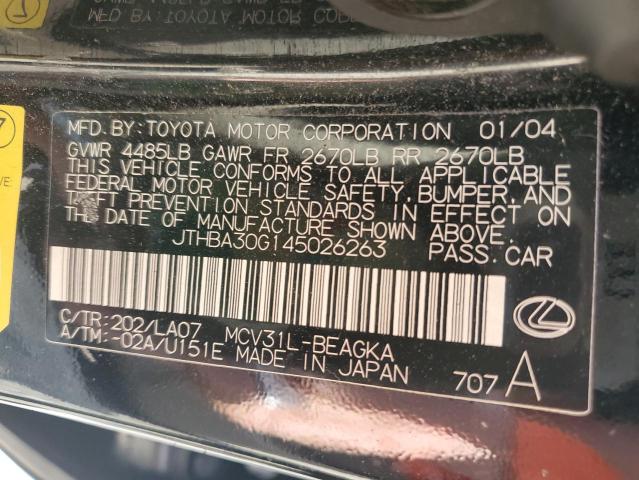 MFD. BY: TOYOTA MOTOR CORPORATION 01/04
GVWR 4485LB GAWR FR 2670LB RR 2670LB
THIS VEHICLE CONFORMS TO ALL APPLICABLE
FEDERAL MOTOR VEHICLE SAFETY, BUMPER, AND
THEFT PREVENTION STANDARDS IN EFFECT ON
THE DATE OF MANUFACTURE SHOWN ABOVE.
JTHBA30G145026263 PASS. CAR
C/TR: 202/LA07 MCV31L-BEAGKA
A/TM: -02A/U151E MADE IN JAPAN
707 A